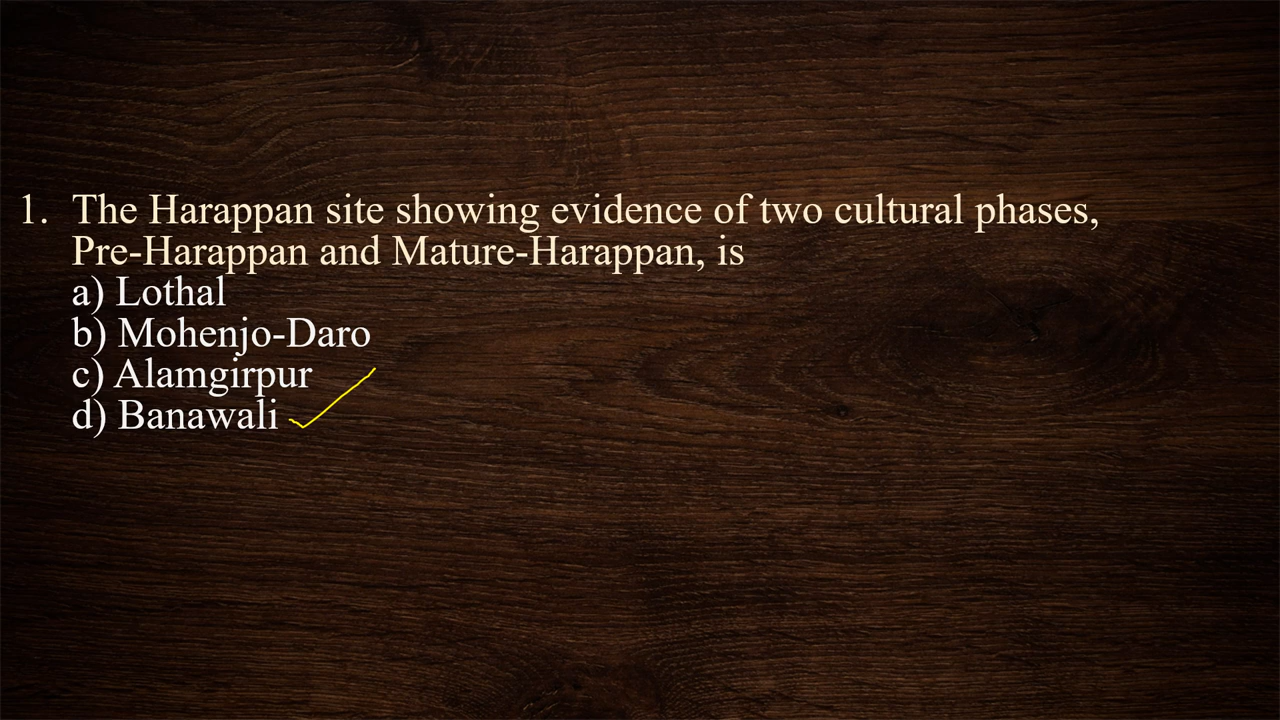 1. The Harappan site showing evidence of two cultural phases,
Pre-Harappan and Mature-Harappan, is
a) Lothal
b) Mohenjo-Daro
c) Alamgirpur
d) Banawali